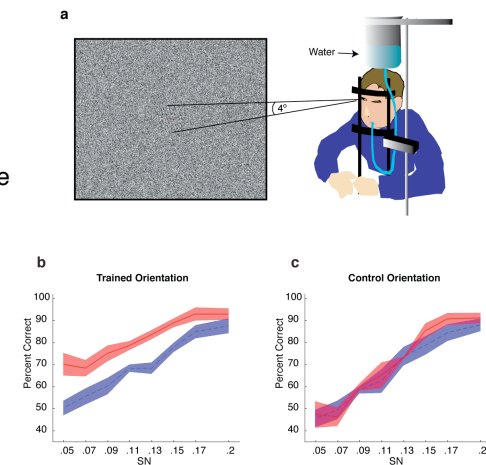 a
Water
4°
e
b
Trained Orientation
Percent Correct
100
90
80
70
60
50
40
.05 .07 .09 .11 .13 .15 .17 .2
SN
c
Control Orientation
Percent Correct
100
90
80
70
60
50
40
.05 .07 .09 .11 .13 .15 .17 .2
SN